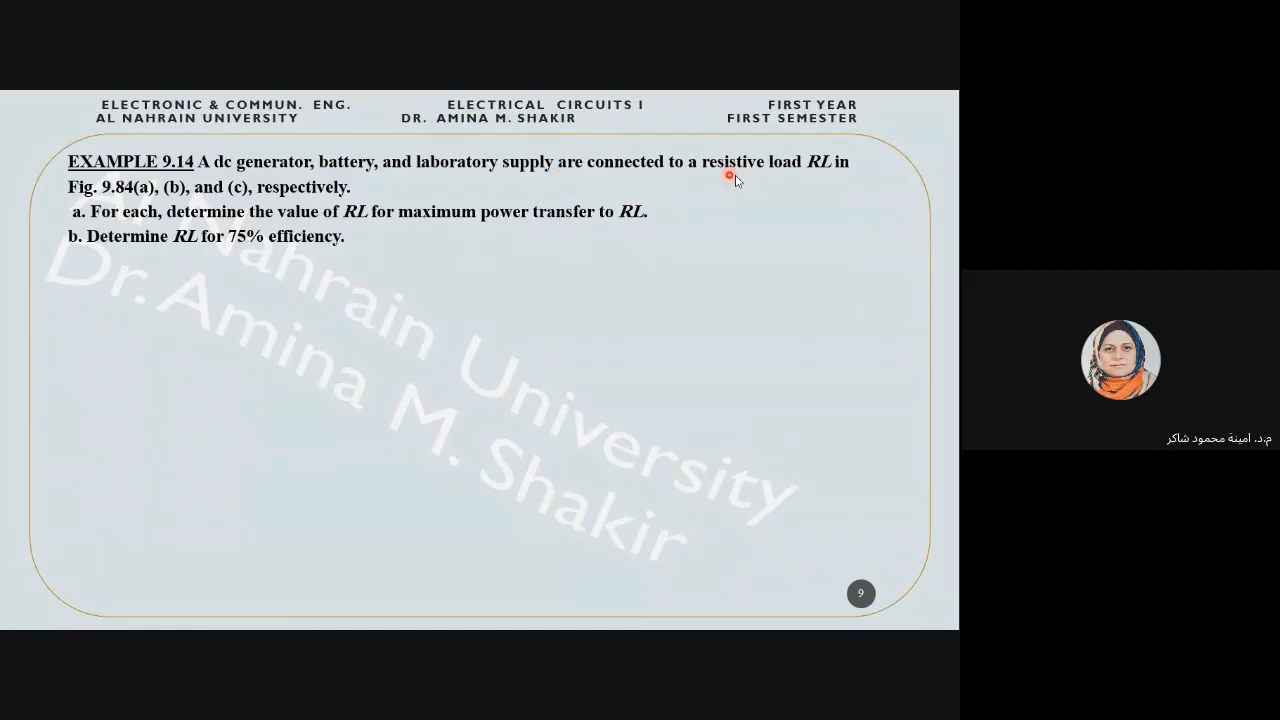 ELECTRONIC & COMMUN. ENG.
AL NAHRAIN UNIVERSITY
ELECTRICAL CIRCUITS I
DR. AMINA M. SHAKIR
FIRST YEAR
FIRST SEMESTER
EXAMPLE 9.14 A dc generator, battery, and laboratory supply are connected to a resistive load RL in
Fig. 9.84(a), (b), and (c), respectively.
a. For each, determine the value of RL for maximum power transfer to RL.
b. Determine RL for 75% efficiency.
Al Nahrain University
Dr. Amina M. Shakir
9
م.د. امينة محمود شاكر